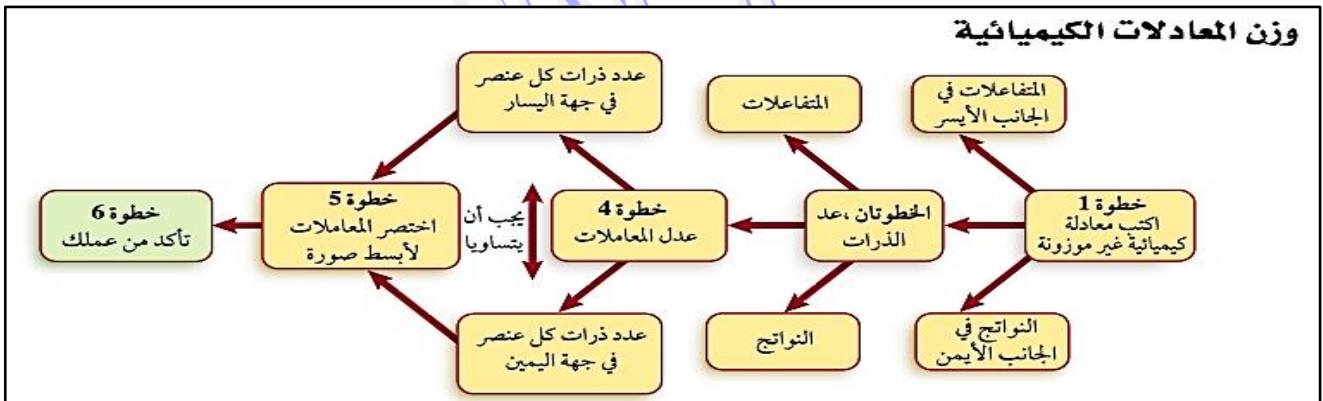 وزن المعادلات الكيميائية
المتفاعلات في
الجانب الأيسر
خطوة 1
اكتب معادلة
كيميائية غير موزونة
النواتج في
الجانب الأيمن
المتفاعلات
الخطوتان ،عد
الذرات
النواتج
عدد ذرات كل عنصر
في جهة اليسار
خطوة 4
عدل المعاملات
عدد ذرات كل عنصر
في جهة اليمين
يجب أن
يتساويا
خطوة 5
اختصر المعاملات
لأبسط صورة
خطوة 6
تأكد من عملك